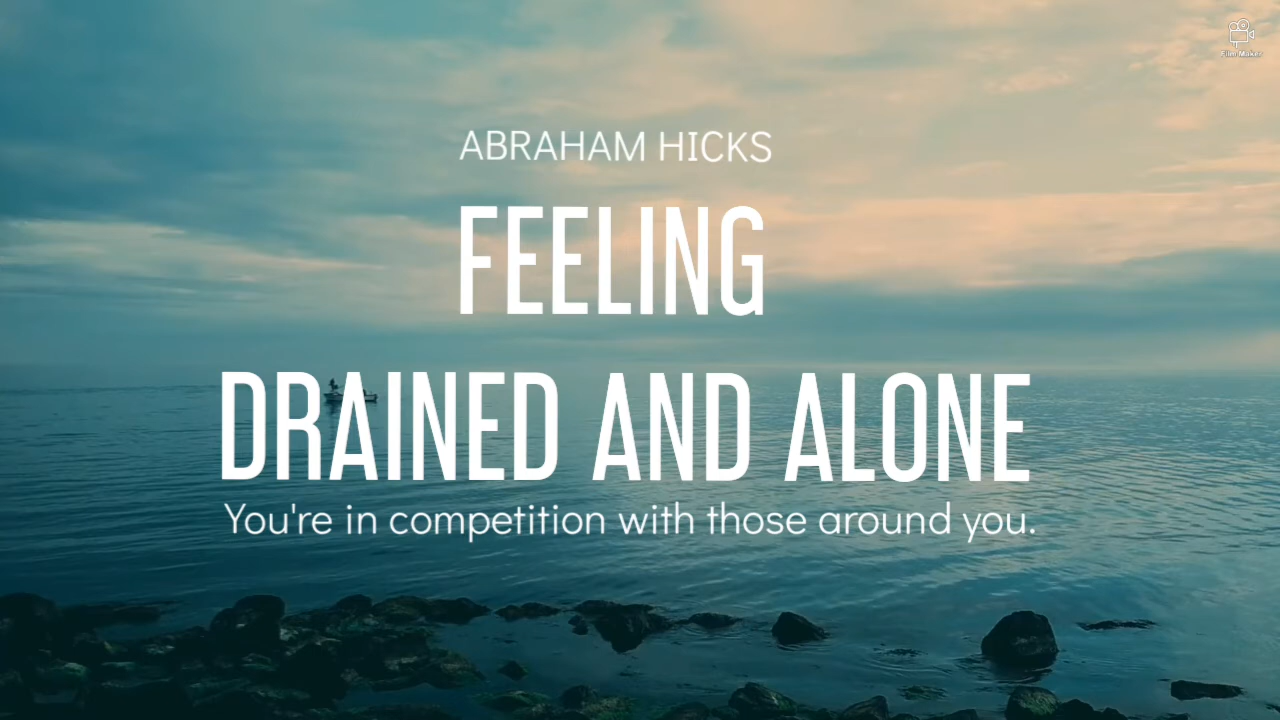 Film Maker
ABRAHAM HICKS
FEELING
DRAINED AND ALONE
You're in competition with those around you.